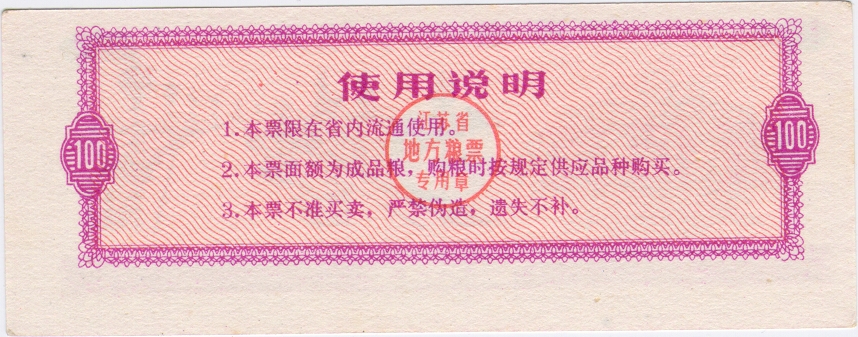 使用说明
1.本票限在省内流通使用。
2.本票面额为成品粮，购粮时按规定供应品种购买。
3.本票不准买卖，严禁伪造，遗失不补。
江苏省
地方粮票
专用章
100
100